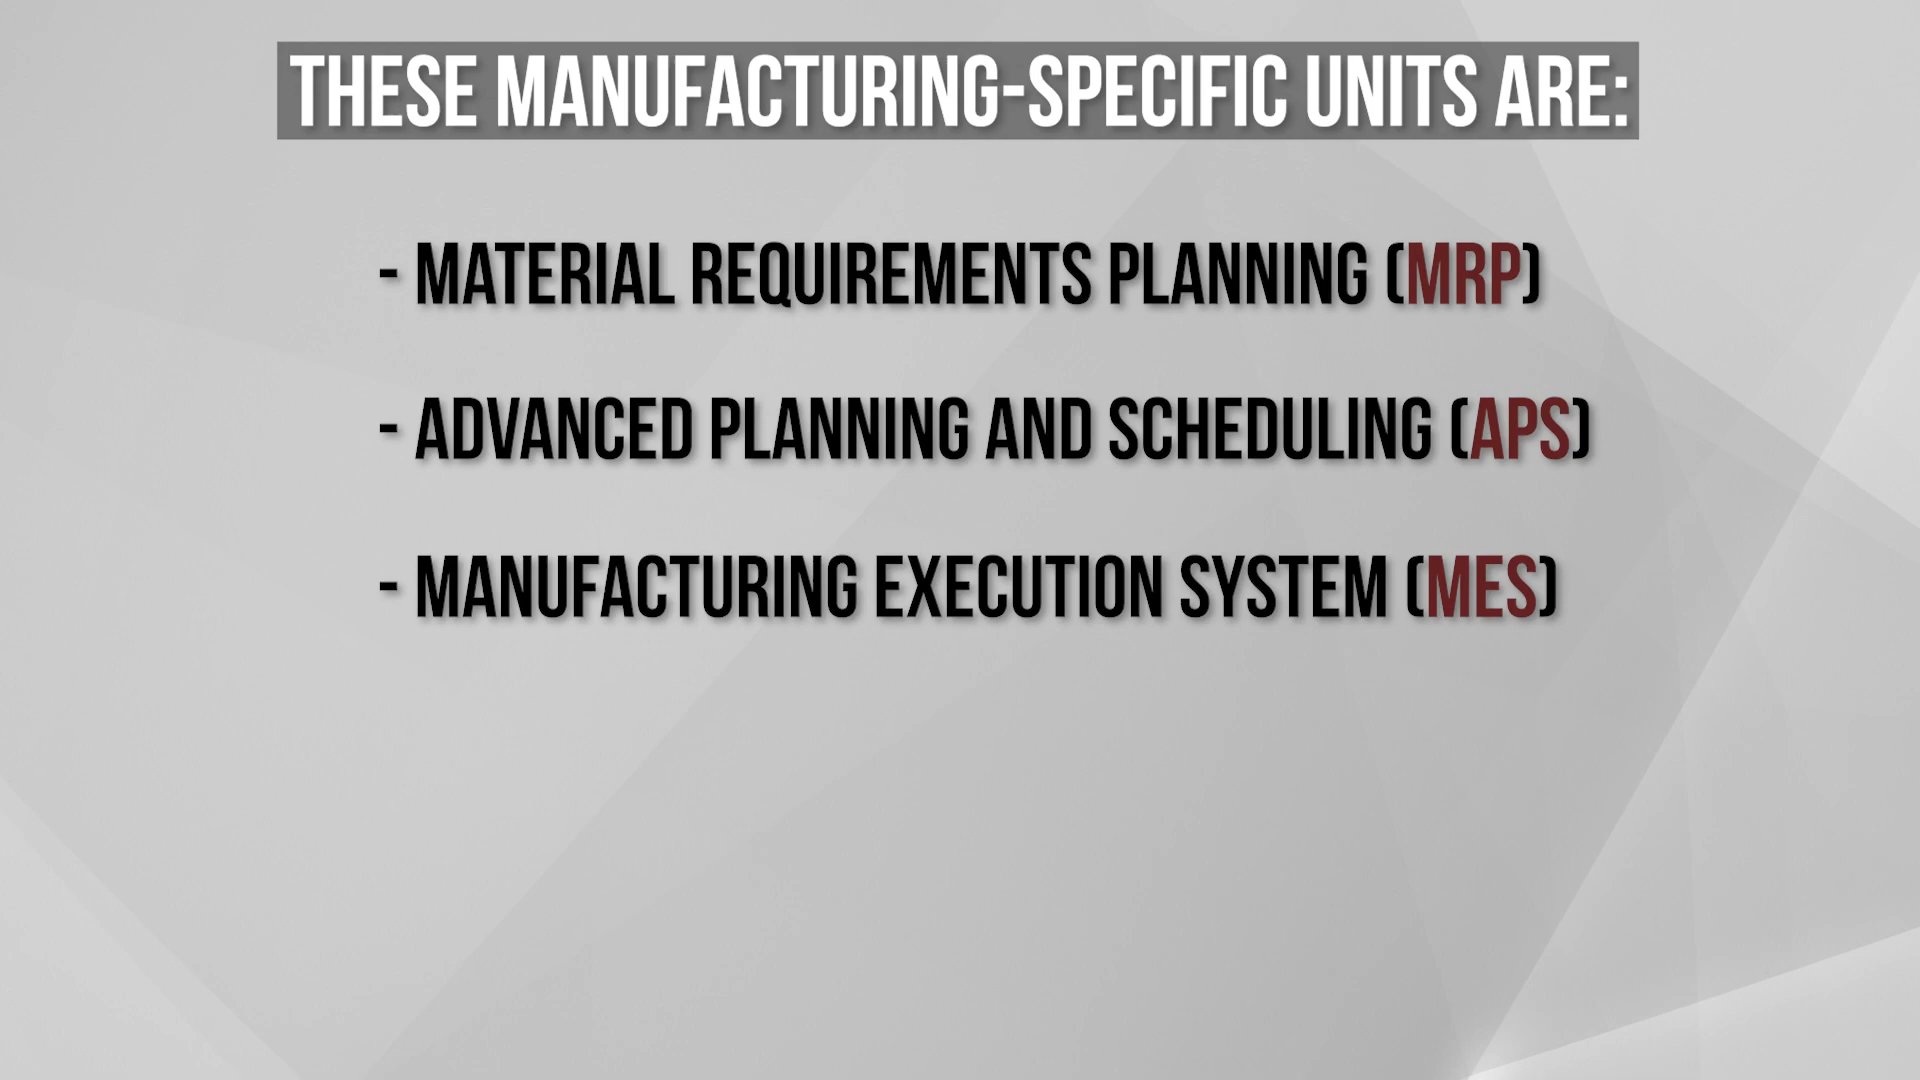 THESE MANUFACTURING-SPECIFIC UNITS ARE:
- MATERIAL REQUIREMENTS PLANNING (MRP)
- ADVANCED PLANNING AND SCHEDULING (APS)
- MANUFACTURING EXECUTION SYSTEM (MES)